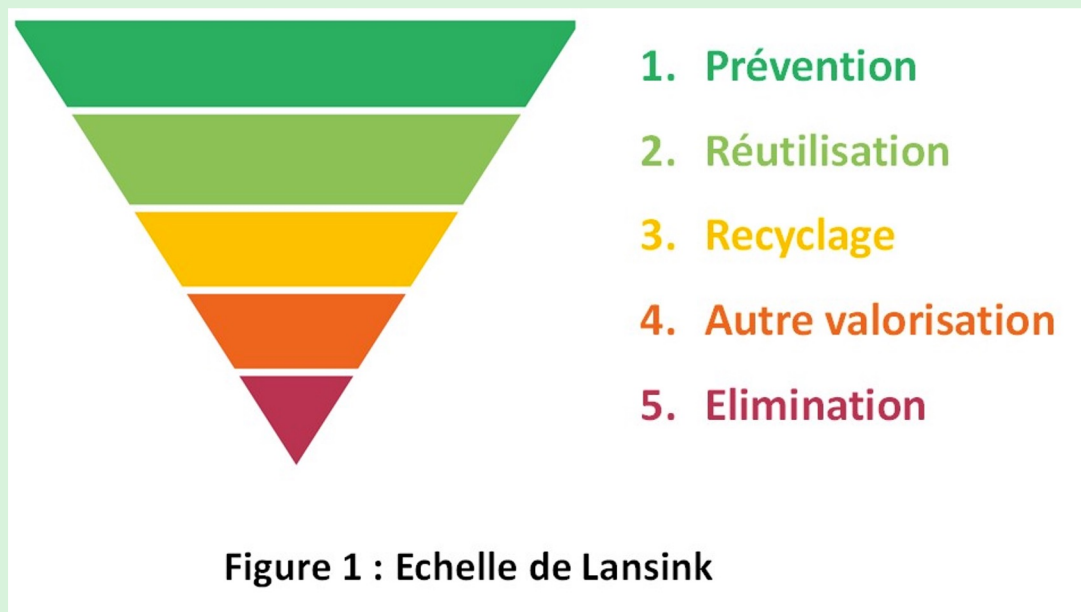 1. Prévention
2. Réutilisation
3. Recyclage
4. Autre valorisation
5. Elimination
Figure 1 : Echelle de Lansink